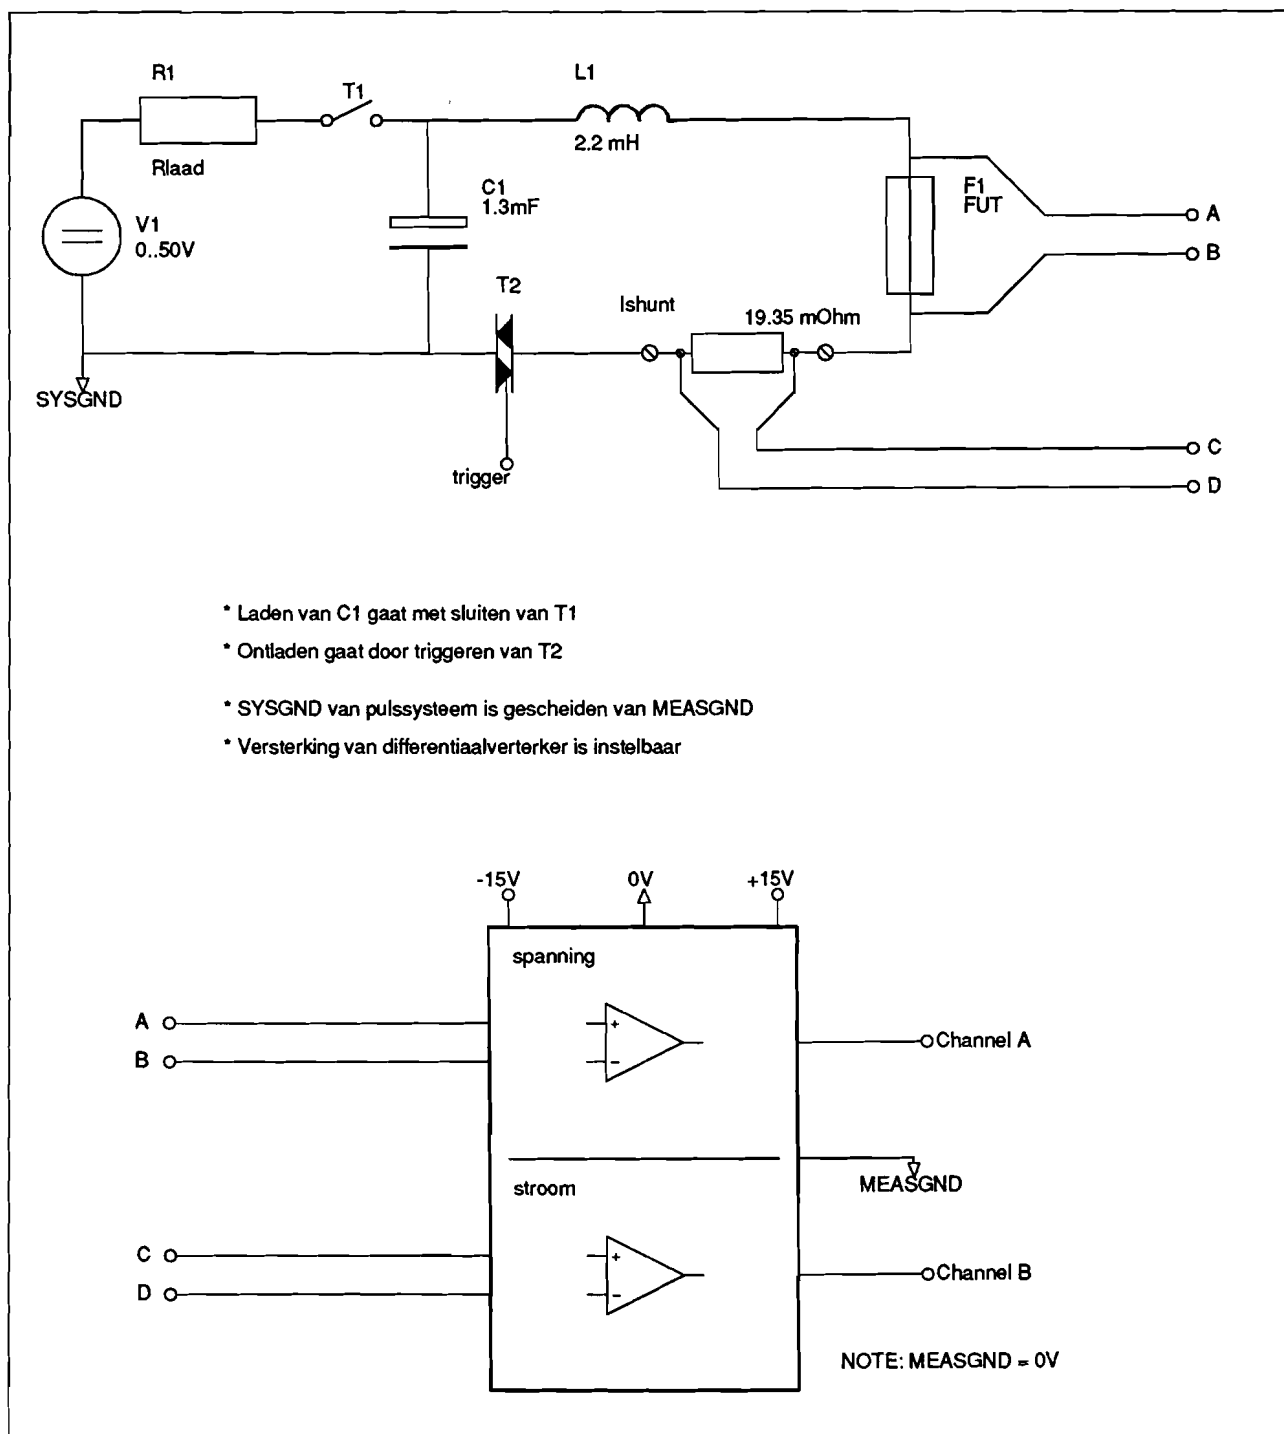 R1
T1
L1
2.2 mH
Rlaad
V1
0..50V
C1
1.3mF
F1
FUT
A
B
T2
Ishunt
19.35 mOhm
SYSGND
trigger
C
D
* Laden van C1 gaat met sluiten van T1
* Ontladen gaat door triggeren van T2
* SYSGND van pulssysteem is gescheiden van MEASGND
* Versterking van differentiaalverterker is instelbaar
-15V
0V
+15V
spanning
A
+
Channel A
B
-
MEASGND
stroom
C
+
Channel B
D
-
NOTE: MEASGND = 0V